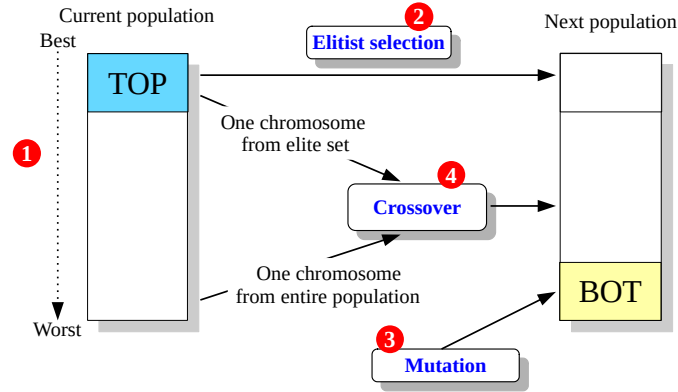 Current population
Next population
2
Best
Elitist selection
TOP
One chromosome
from elite set
1
4
Crossover
One chromosome
from entire population
BOT
Worst
3
Mutation